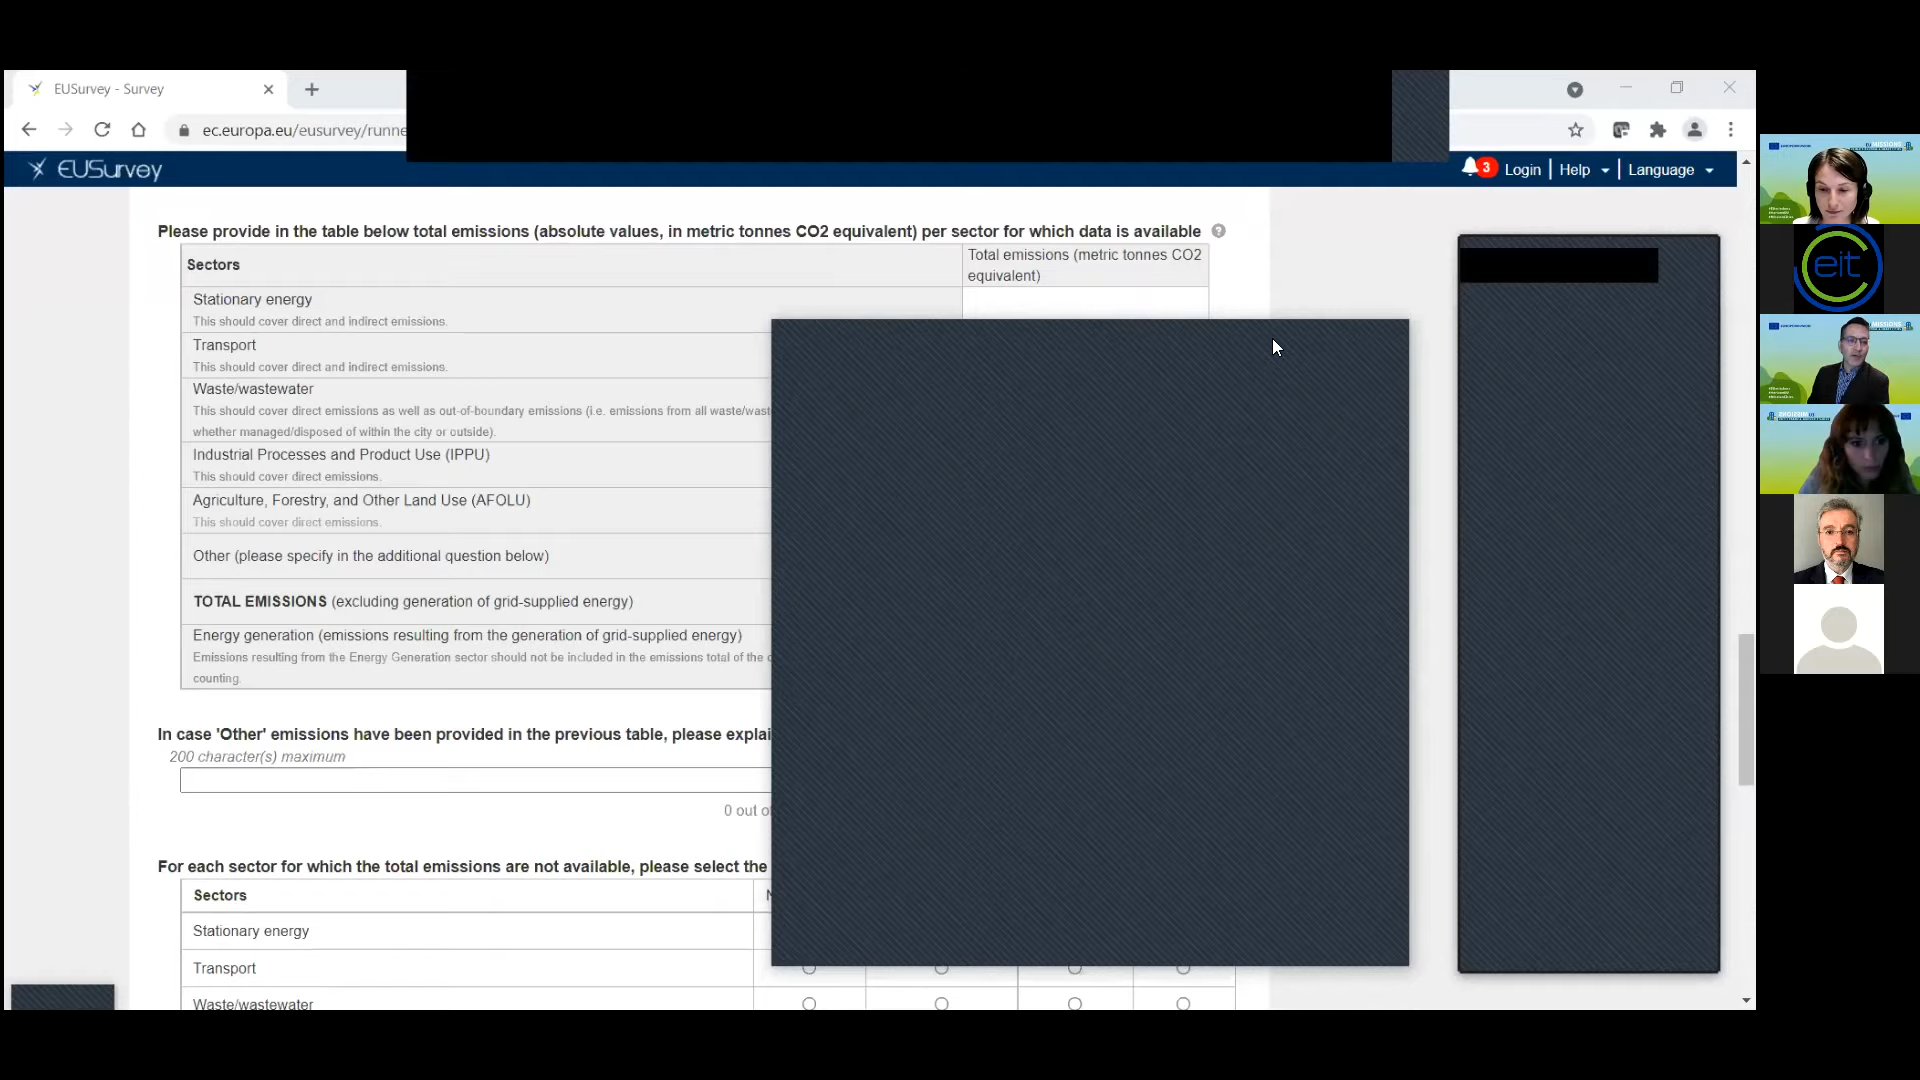 EUSurvey - Survey
ec.europa.eu/eusurvey/runne
EUSurvey
3 Login Help Language
Please provide in the table below total emissions (absolute values, in metric tonnes CO2 equivalent) per sector for which data is available
Sectors
Total emissions (metric tonnes CO2
equivalent)
Stationary energy
This should cover direct and indirect emissions.
Transport
This should cover direct and indirect emissions.
Waste/wastewater
This should cover direct emissions as well as out-of-boundary emissions (i.e. emissions from all waste/wast
whether managed/disposed of within the city or outside).
Industrial Processes and Product Use (IPPU)
This should cover direct emissions.
Agriculture, Forestry, and Other Land Use (AFOLU)
This should cover direct emissions.
Other (please specify in the additional question below)
TOTAL EMISSIONS (excluding generation of grid-supplied energy)
Energy generation (emissions resulting from the generation of grid-supplied energy)
Emissions resulting from the Energy Generation sector should not be included in the emissions total of the c
counting.
In case 'Other' emissions have been provided in the previous table, please explai
200 character(s) maximum
0 out of
For each sector for which the total emissions are not available, please select the
Sectors
Stationary energy
Transport
Waste/wastewater
eit